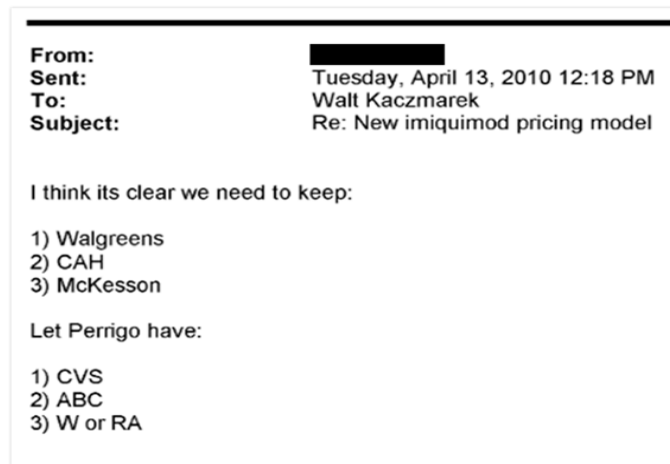 From:
Sent: Tuesday, April 13, 2010 12:18 PM
To: Walt Kaczmarek
Subject: Re: New imiquimod pricing model
I think its clear we need to keep:
1) Walgreens
2) CAH
3) McKesson
Let Perrigo have:
1) CVS
2) ABC
3) W or RA